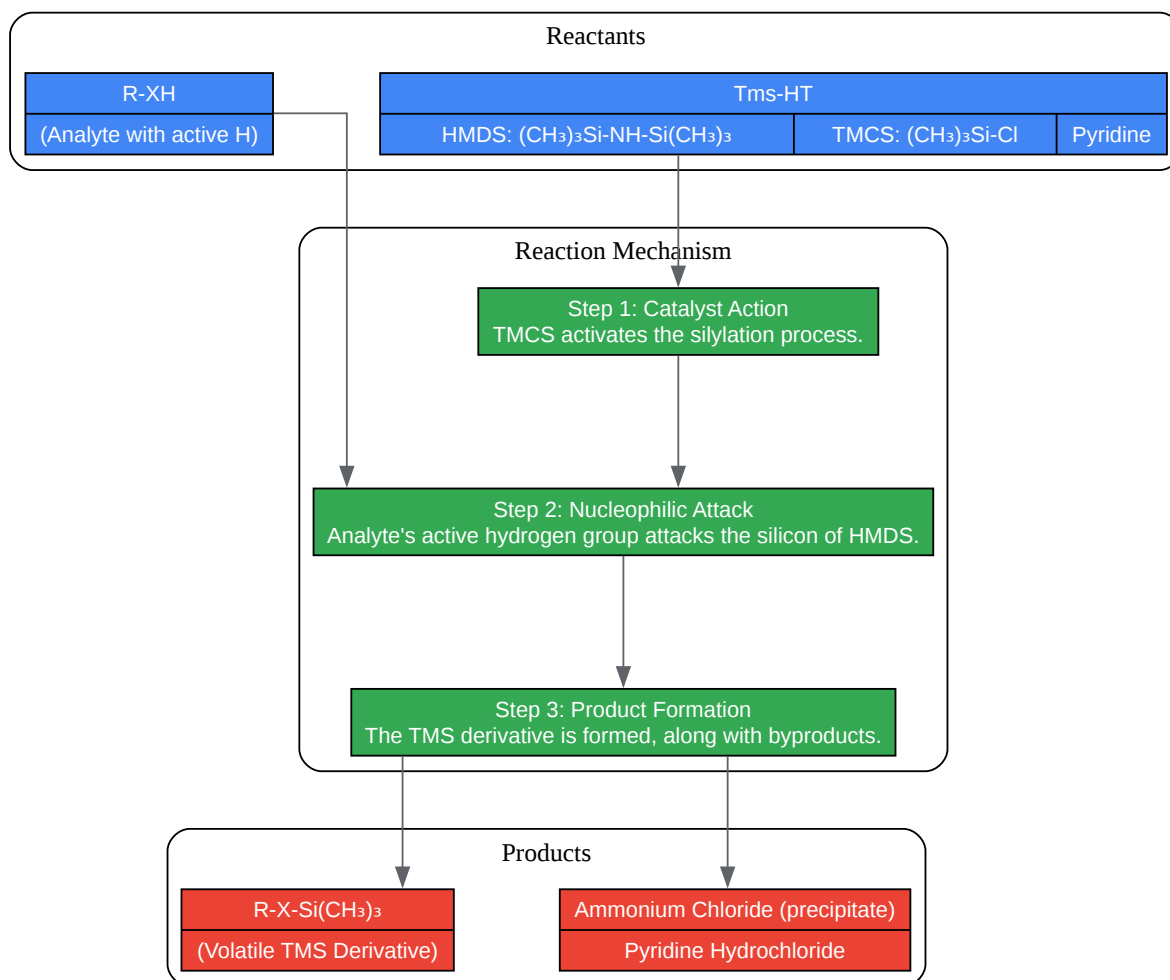 Reactants
R-XH
(Analyte with active H)
Tms-HT
HMDS: (CH₃)₃Si-NH-Si(CH₃)₃
TMCS: (CH₃)₃Si-Cl
Pyridine
Reaction Mechanism
Step 1: Catalyst Action
TMCS activates the silylation process.
Step 2: Nucleophilic Attack
Analyte's active hydrogen group attacks the silicon of HMDS.
Step 3: Product Formation
The TMS derivative is formed, along with byproducts.
Products
R-X-Si(CH₃)₃
(Volatile TMS Derivative)
Ammonium Chloride (precipitate)
Pyridine Hydrochloride